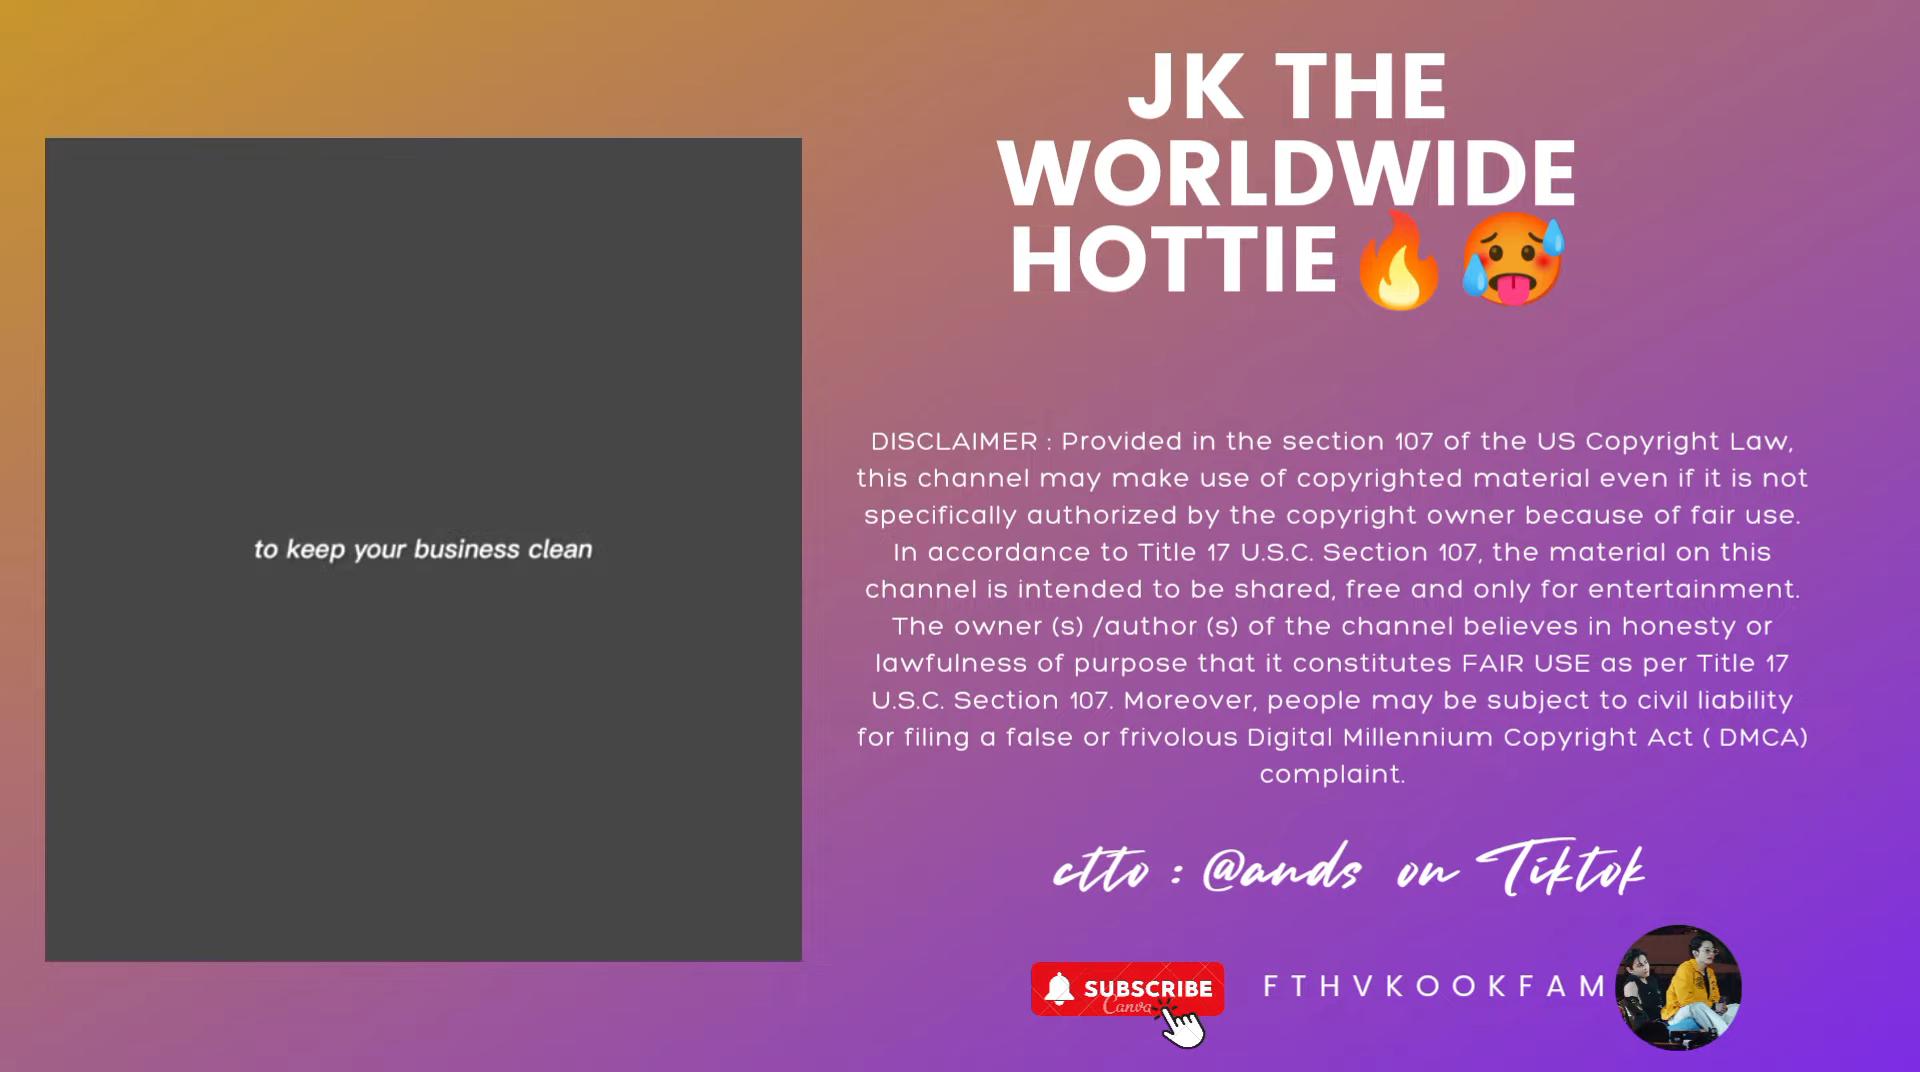 JK THE
WORLDWIDE
HOTTIE🔥🥵
to keep your business clean
DISCLAIMER : Provided in the section 107 of the US Copyright Law,
this channel may make use of copyrighted material even if it is not
specifically authorized by the copyright owner because of fair use.
In accordance to Title 17 U.S.C. Section 107, the material on this
channel is intended to be shared, free and only for entertainment.
The owner (s) /author (s) of the channel believes in honesty or
lawfulness of purpose that it constitutes FAIR USE as per Title 17
U.S.C. Section 107. Moreover, people may be subject to civil liability
for filing a false or frivolous Digital Millennium Copyright Act ( DMCA)
complaint.
ctto : @ands on Tiktok
SUBSCRIBE
Canva
FTHVKOOKFAM